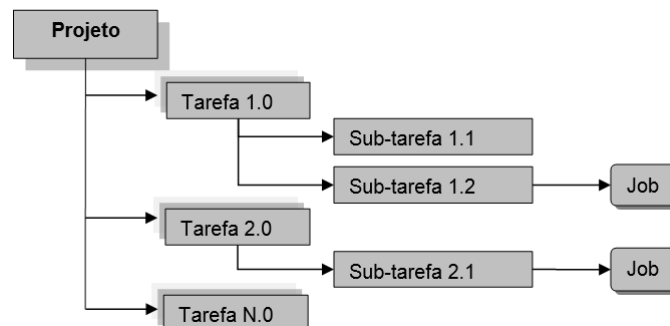 Projeto
Tarefa 1.0
Sub-tarefa 1.1
Sub-tarefa 1.2
Job
Tarefa 2.0
Sub-tarefa 2.1
Job
Tarefa N.0